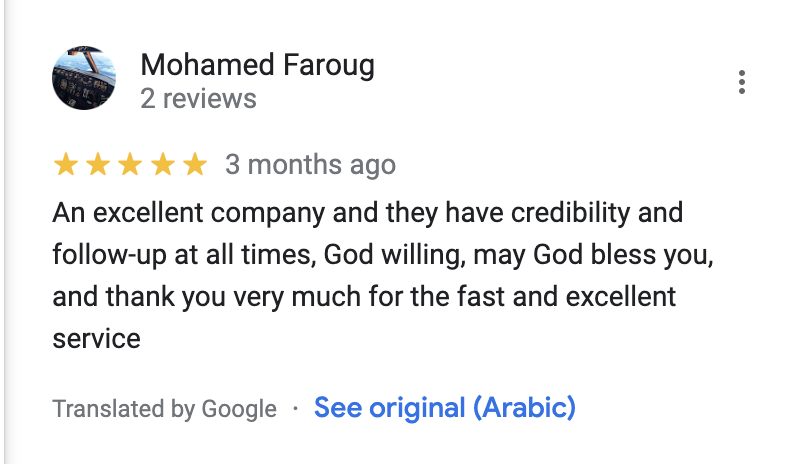 Mohamed Faroug
2 reviews
3 months ago
An excellent company and they have credibility and
follow-up at all times, God willing, may God bless you,
and thank you very much for the fast and excellent
service
Translated by Google · See original (Arabic)